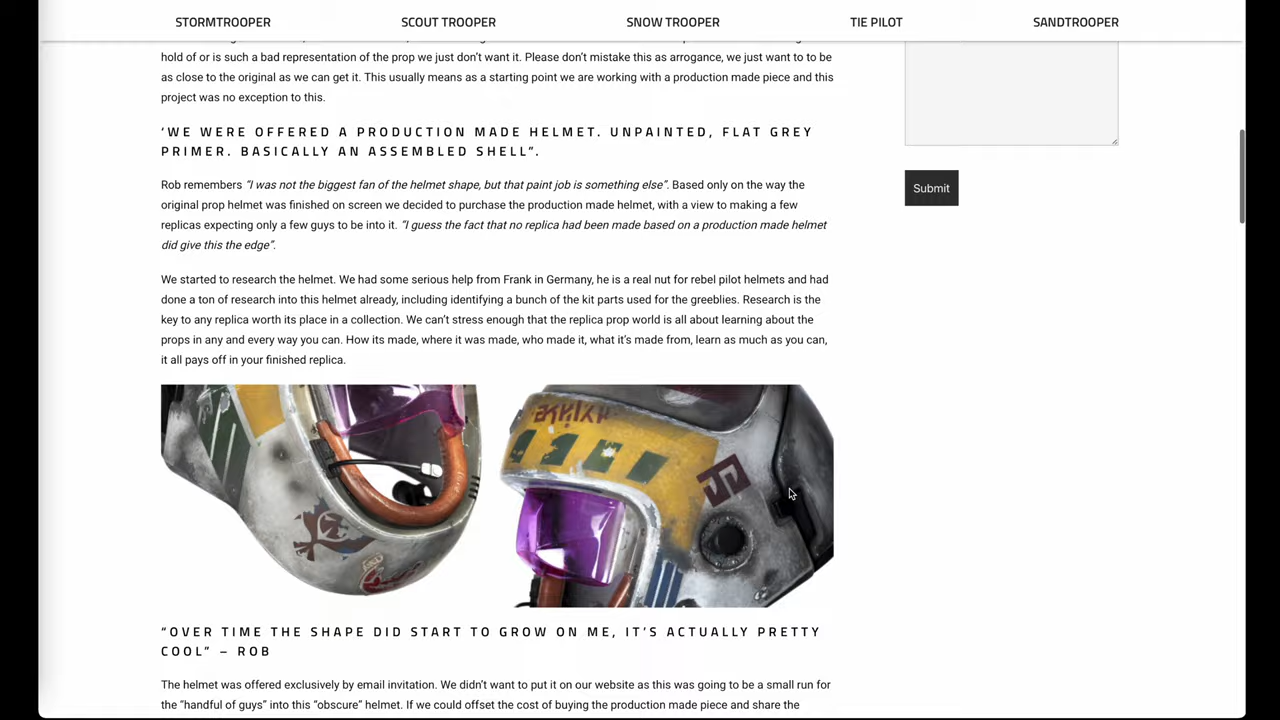 STORMTROOPER SCOUT TROOPER SNOW TROOPER TIE PILOT SANDTROOPER
hold of or is such a bad representation of the prop we just don't want it. Please don't mistake this as arrogance, we just want to to be
as close to the original as we can get it. This usually means as a starting point we are working with a production made piece and this
project was no exception to this.
‘WE WERE OFFERED A PRODUCTION MADE HELMET. UNPAINTED, FLAT GREY
PRIMER. BASICALLY AN ASSEMBLED SHELL”.
Submit
Rob remembers “I was not the biggest fan of the helmet shape, but that paint job is something else”. Based only on the way the
original prop helmet was finished on screen we decided to purchase the production made helmet, with a view to making a few
replicas expecting only a few guys to be into it. “I guess the fact that no replica had been made based on a production made helmet
did give this the edge”.
We started to research the helmet. We had some serious help from Frank in Germany, he is a real nut for rebel pilot helmets and had
done a ton of research into this helmet already, including identifying a bunch of the kit parts used for the greeblies. Research is the
key to any replica worth its place in a collection. We can’t stress enough that the replica prop world is all about learning about the
props in any and every way you can. How its made, where it was made, who made it, what it’s made from, learn as much as you can,
it all pays off in your finished replica.
“OVER TIME THE SHAPE DID START TO GROW ON ME, IT’S ACTUALLY PRETTY
COOL” – ROB
The helmet was offered exclusively by email invitation. We didn’t want to put it on our website as this was going to be a small run for
the “handful of guys” into this “obscure” helmet. If we could offset the cost of buying the production made piece and share the